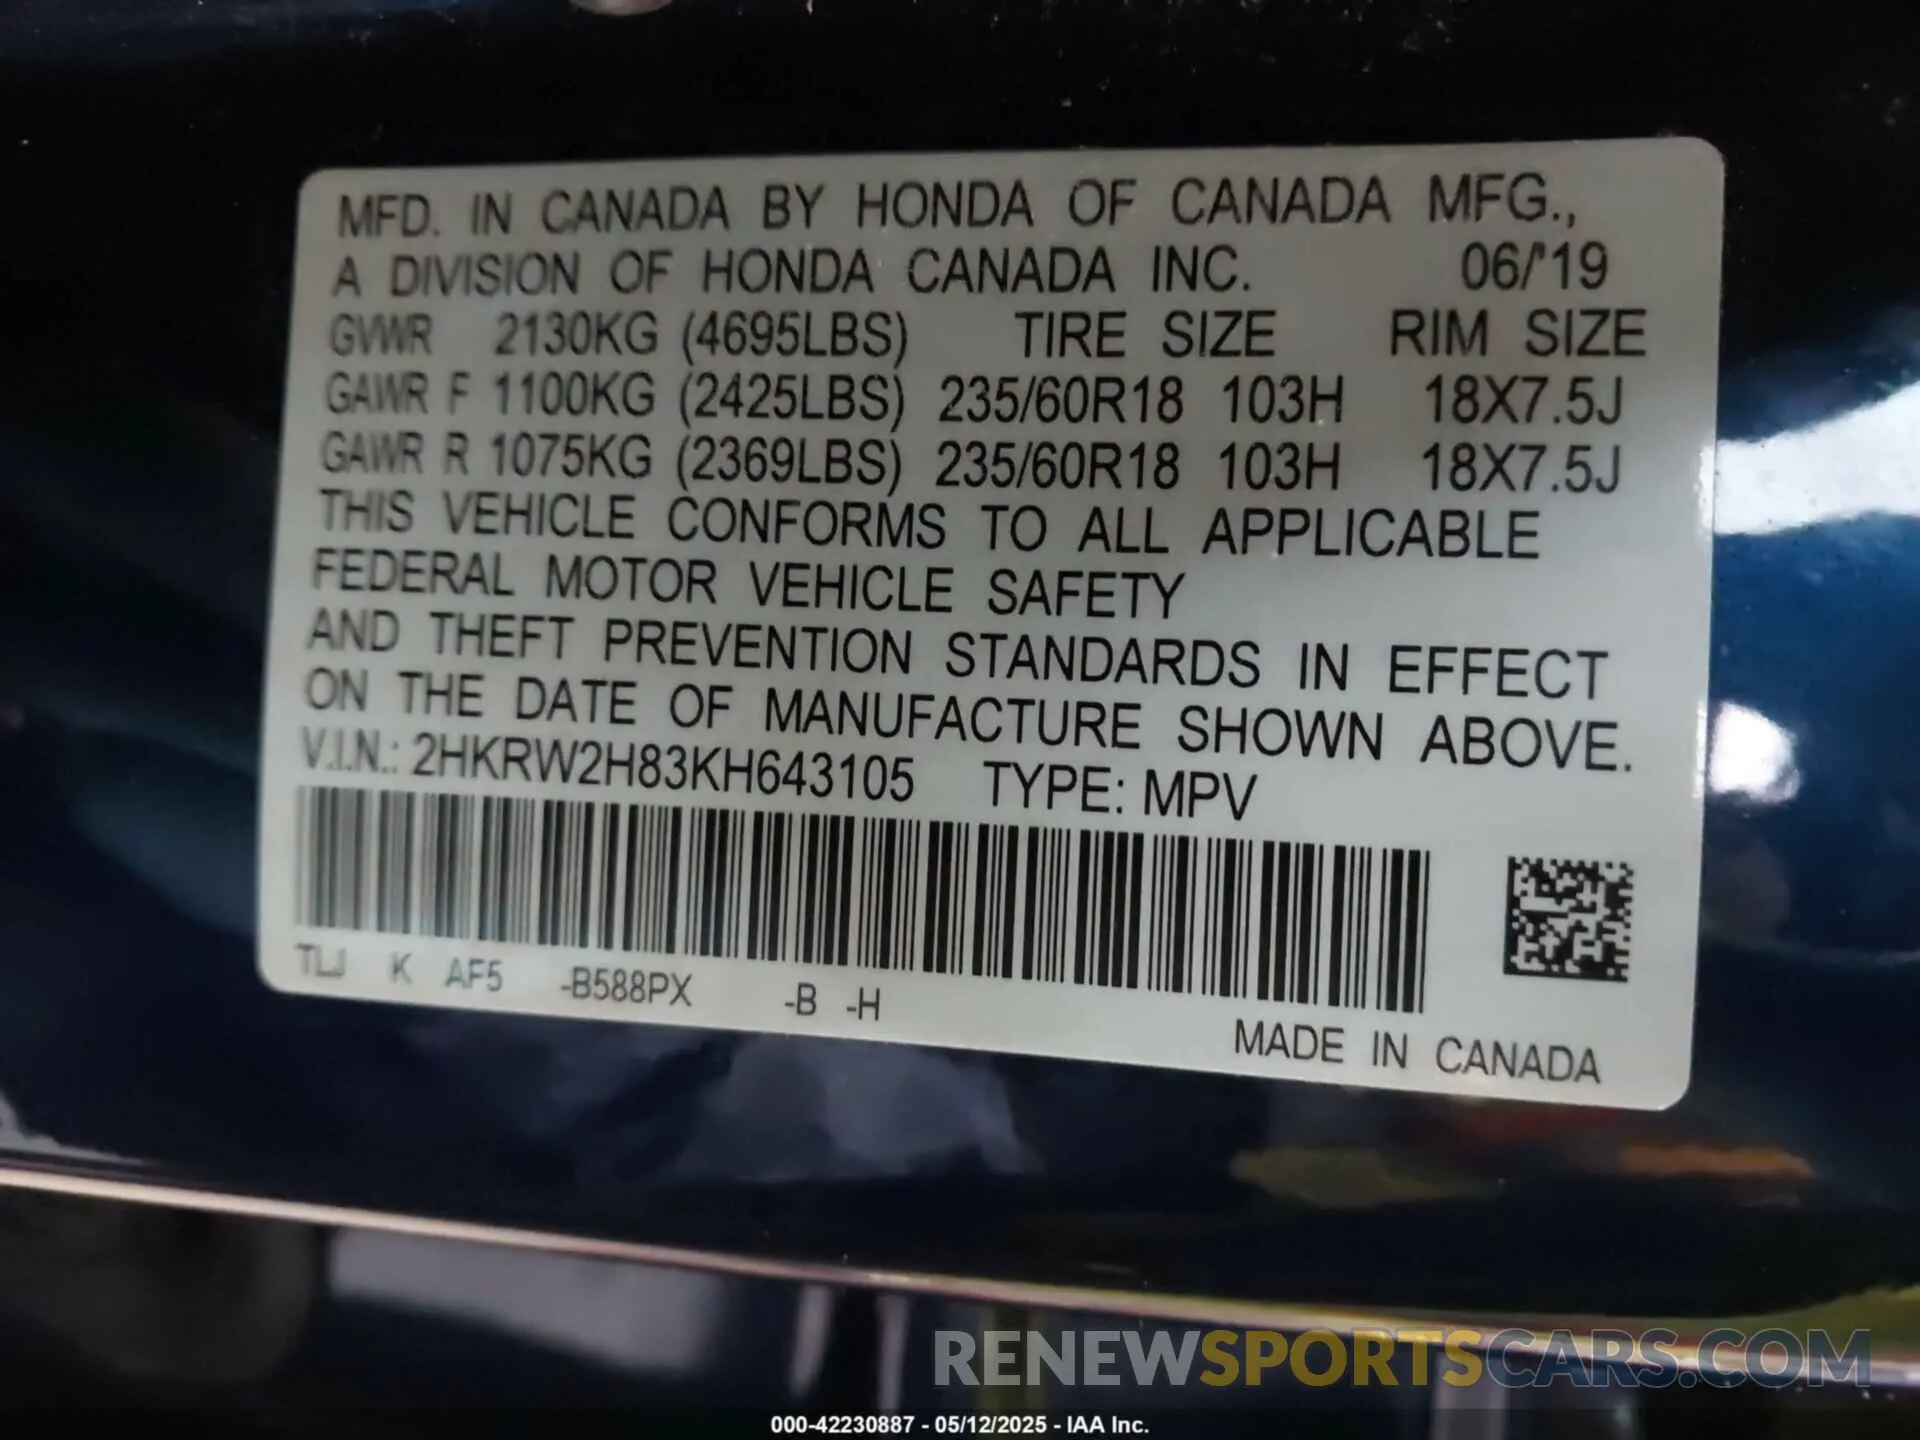 MFD. IN CANADA BY HONDA OF CANADA MFG.,
A DIVISION OF HONDA CANADA INC. 06/'19
GVWR 2130KG (4695LBS) TIRE SIZE RIM SIZE
GAWR F 1100KG (2425LBS) 235/60R18 103H 18X7.5J
GAWR R 1075KG (2369LBS) 235/60R18 103H 18X7.5J
THIS VEHICLE CONFORMS TO ALL APPLICABLE
FEDERAL MOTOR VEHICLE SAFETY
AND THEFT PREVENTION STANDARDS IN EFFECT
ON THE DATE OF MANUFACTURE SHOWN ABOVE.
V.I.N.: 2HKRW2H83KH643105 TYPE: MPV
TLJ K AF5 -B588PX -B -H
MADE IN CANADA
RENEWSPORTSCARS.COM
000-42230887 - 05/12/2025 - IAA Inc.